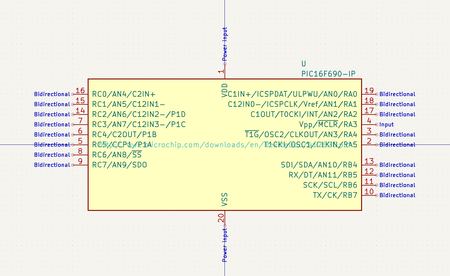 Power Input
U
PIC16F690-IP
1
VDD
Bidirectional 16 RC0/AN4/C2IN+
Bidirectional 15 RC1/AN5/C12IN1-
Bidirectional 14 RC2/AN6/C12IN2-/P1D
Bidirectional 7 RC3/AN7/C12IN3-/P1C
Bidirectional 6 RC4/C2OUT/P1B
Bidirectional 5 RC5/CCP1/P1A
Bidirectional 8 RC6/AN8/SS
Bidirectional 9 RC7/AN9/SDO
C1IN+/ICSPDAT/ULPWU/AN0/RA0 19 Bidirectional
C12IN0-/ICSPCLK/Vref/AN1/RA1 18 Bidirectional
C1OUT/T0CKI/INT/AN2/RA2 17 Bidirectional
Vpp/MCLR/RA3 4 Input
T1G/OSC2/CLKOUT/AN3/RA4 3 Bidirectional
T1CKI/OSC1/CLKIN/RA5 2 Bidirectional
microchip.com/downloads/en/
SDI/SDA/AN10/RB4 13 Bidirectional
RX/DT/AN11/RB5 12 Bidirectional
SCK/SCL/RB6 11 Bidirectional
TX/CK/RB7 10 Bidirectional
VSS
20
Power Input